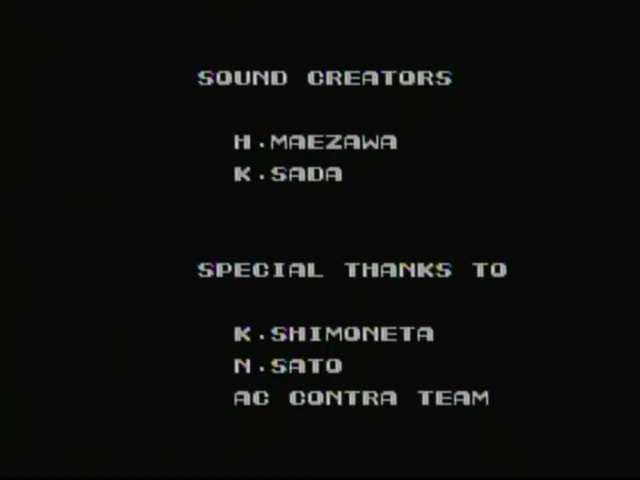 SOUND CREATORS
H.MAEZAWA
K.SADA
SPECIAL THANKS TO
K.SHIMONETA
N.SATO
AC CONTRA TEAM